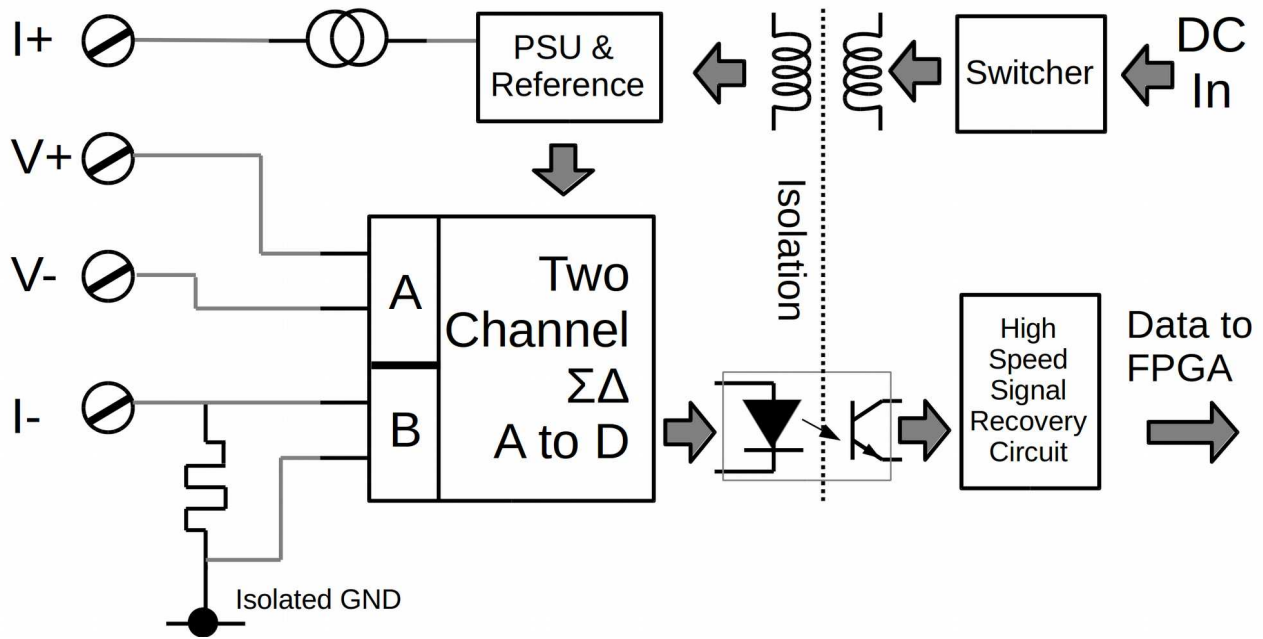 I+
PSU &
Reference
Switcher
DC
In
V+
V-
I-
A
B
Two
Channel
ΣΔ
A to D
Isolation
High
Speed
Signal
Recovery
Circuit
Data to
FPGA
Isolated GND